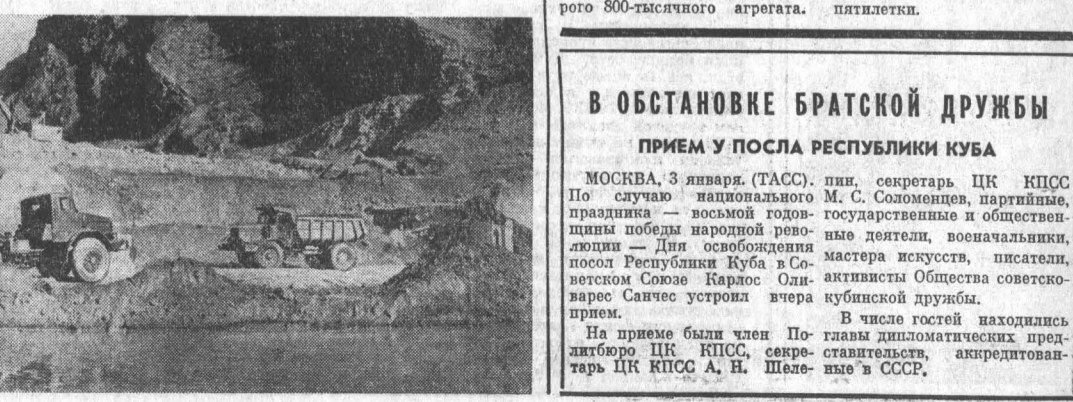 рого 800-тысячного агрегата.
пятилетки.
В ОБСТАНОВКЕ БРАТСКОЙ ДРУЖБЫ
ПРИЕМ У ПОСЛА РЕСПУБЛИКИ КУБА
МОСКВА, 3 января. (ТАСС).
По случаю национального
праздника — восьмой годов-
щины победы народной рево-
люции — Дня освобождения
посол Республики Куба в Со-
ветском Союзе Карлос Оли-
варес Санчес устроил вчера
прием.
На приеме были член По-
литбюро ЦК КПСС, секре-
тарь ЦК КПСС А. Н. Шеле-
пин, секретарь ЦК КПСС
М. С. Соломенцев, партийные,
государственные и обществен-
ные деятели, военачальники,
мастера искусств, писатели,
активисты Общества советско-
кубинской дружбы.
В числе гостей находились
главы дипломатических пред-
ставительств, аккредитован-
ные в СССР.